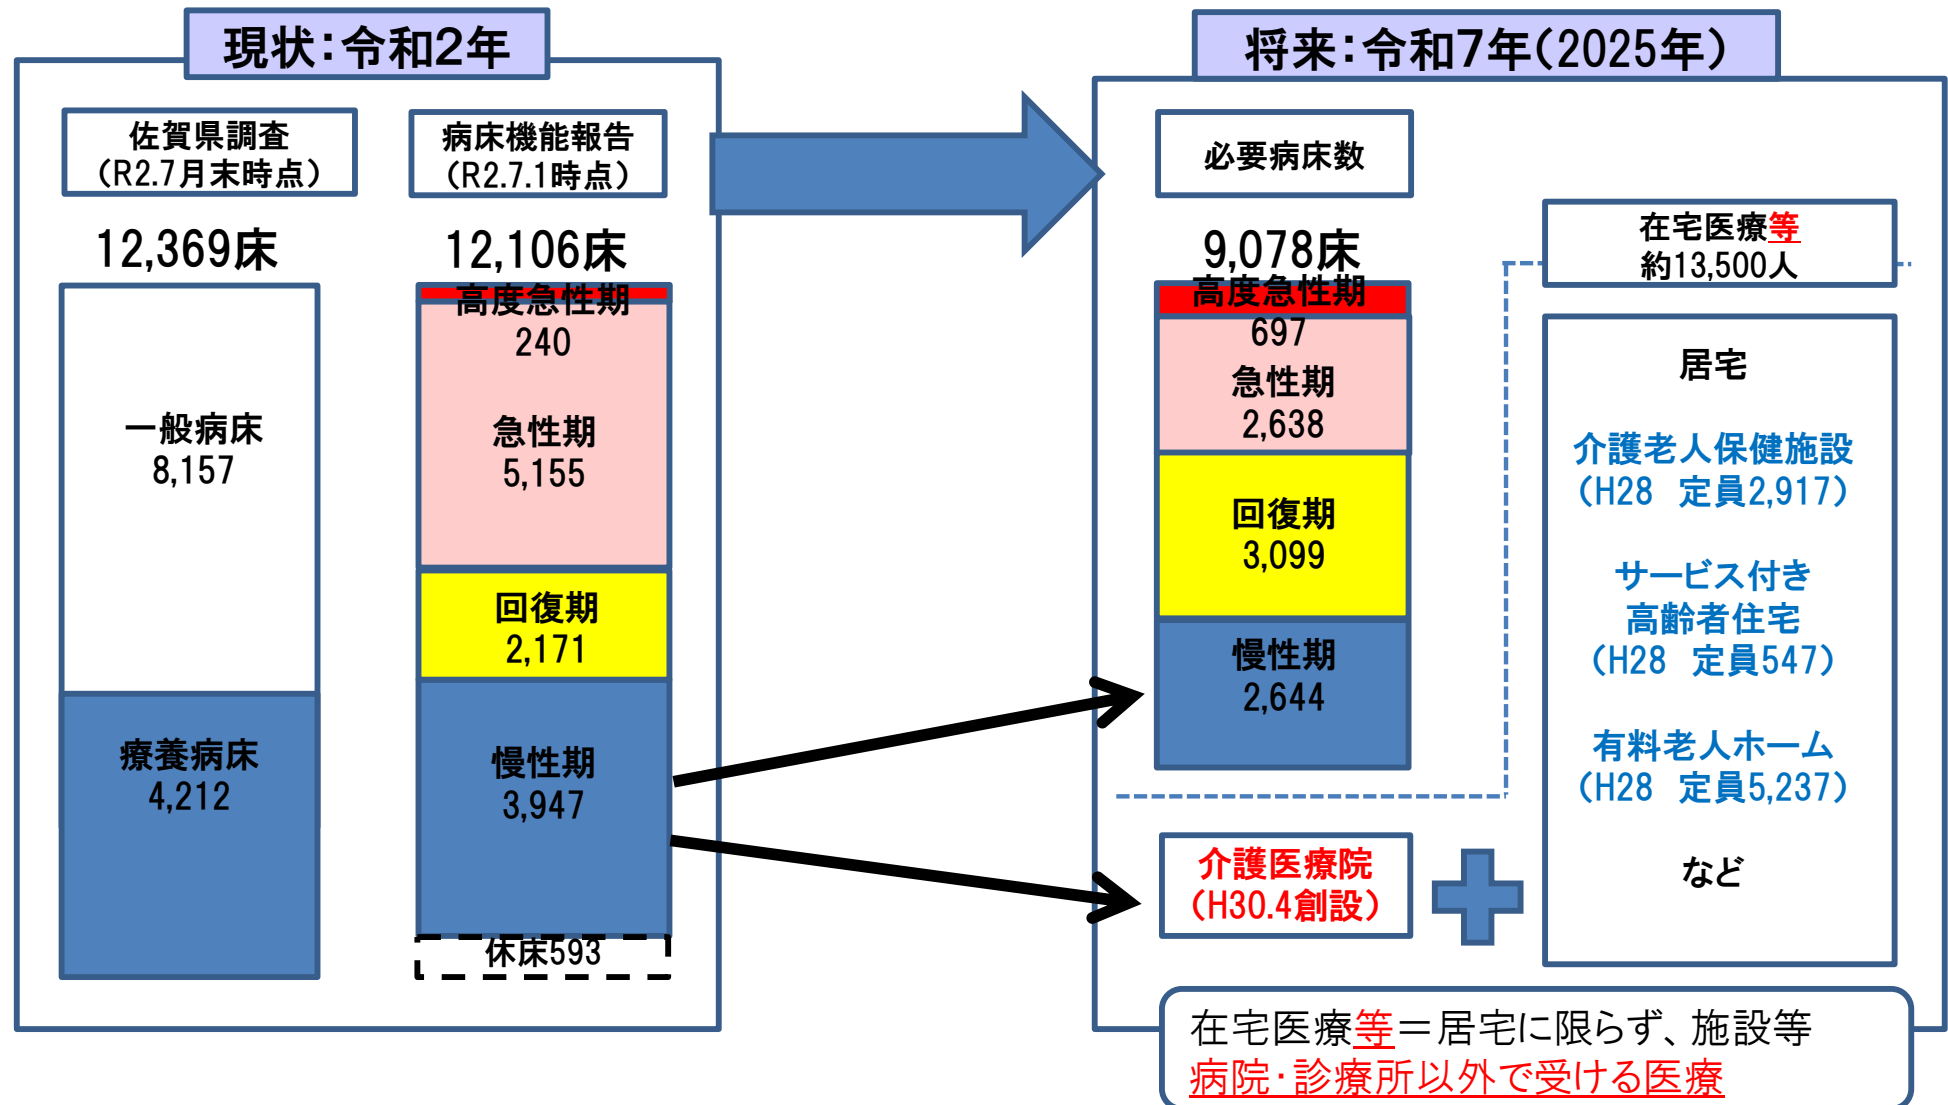 現状：令和2年
佐賀県調査
（R2.7月末時点）
12,369床
一般病床
8,157
療養病床
4,212
病床機能報告
（R2.7.1時点）
12,106床
高度急性期
240
急性期
5,155
回復期
2,171
慢性期
3,947
休床593
将来：令和7年（2025年）
必要病床数
9,078床
高度急性期
697
急性期
2,638
回復期
3,099
慢性期
2,644
介護医療院
（H30.4創設）
在宅医療等
約13,500人
居宅
介護老人保健施設
（H28　定員2,917）
サービス付き
高齢者住宅
（H28　定員547）
有料老人ホーム
（H28　定員5,237）
など
在宅医療等＝居宅に限らず、施設等
病院・診療所以外で受ける医療